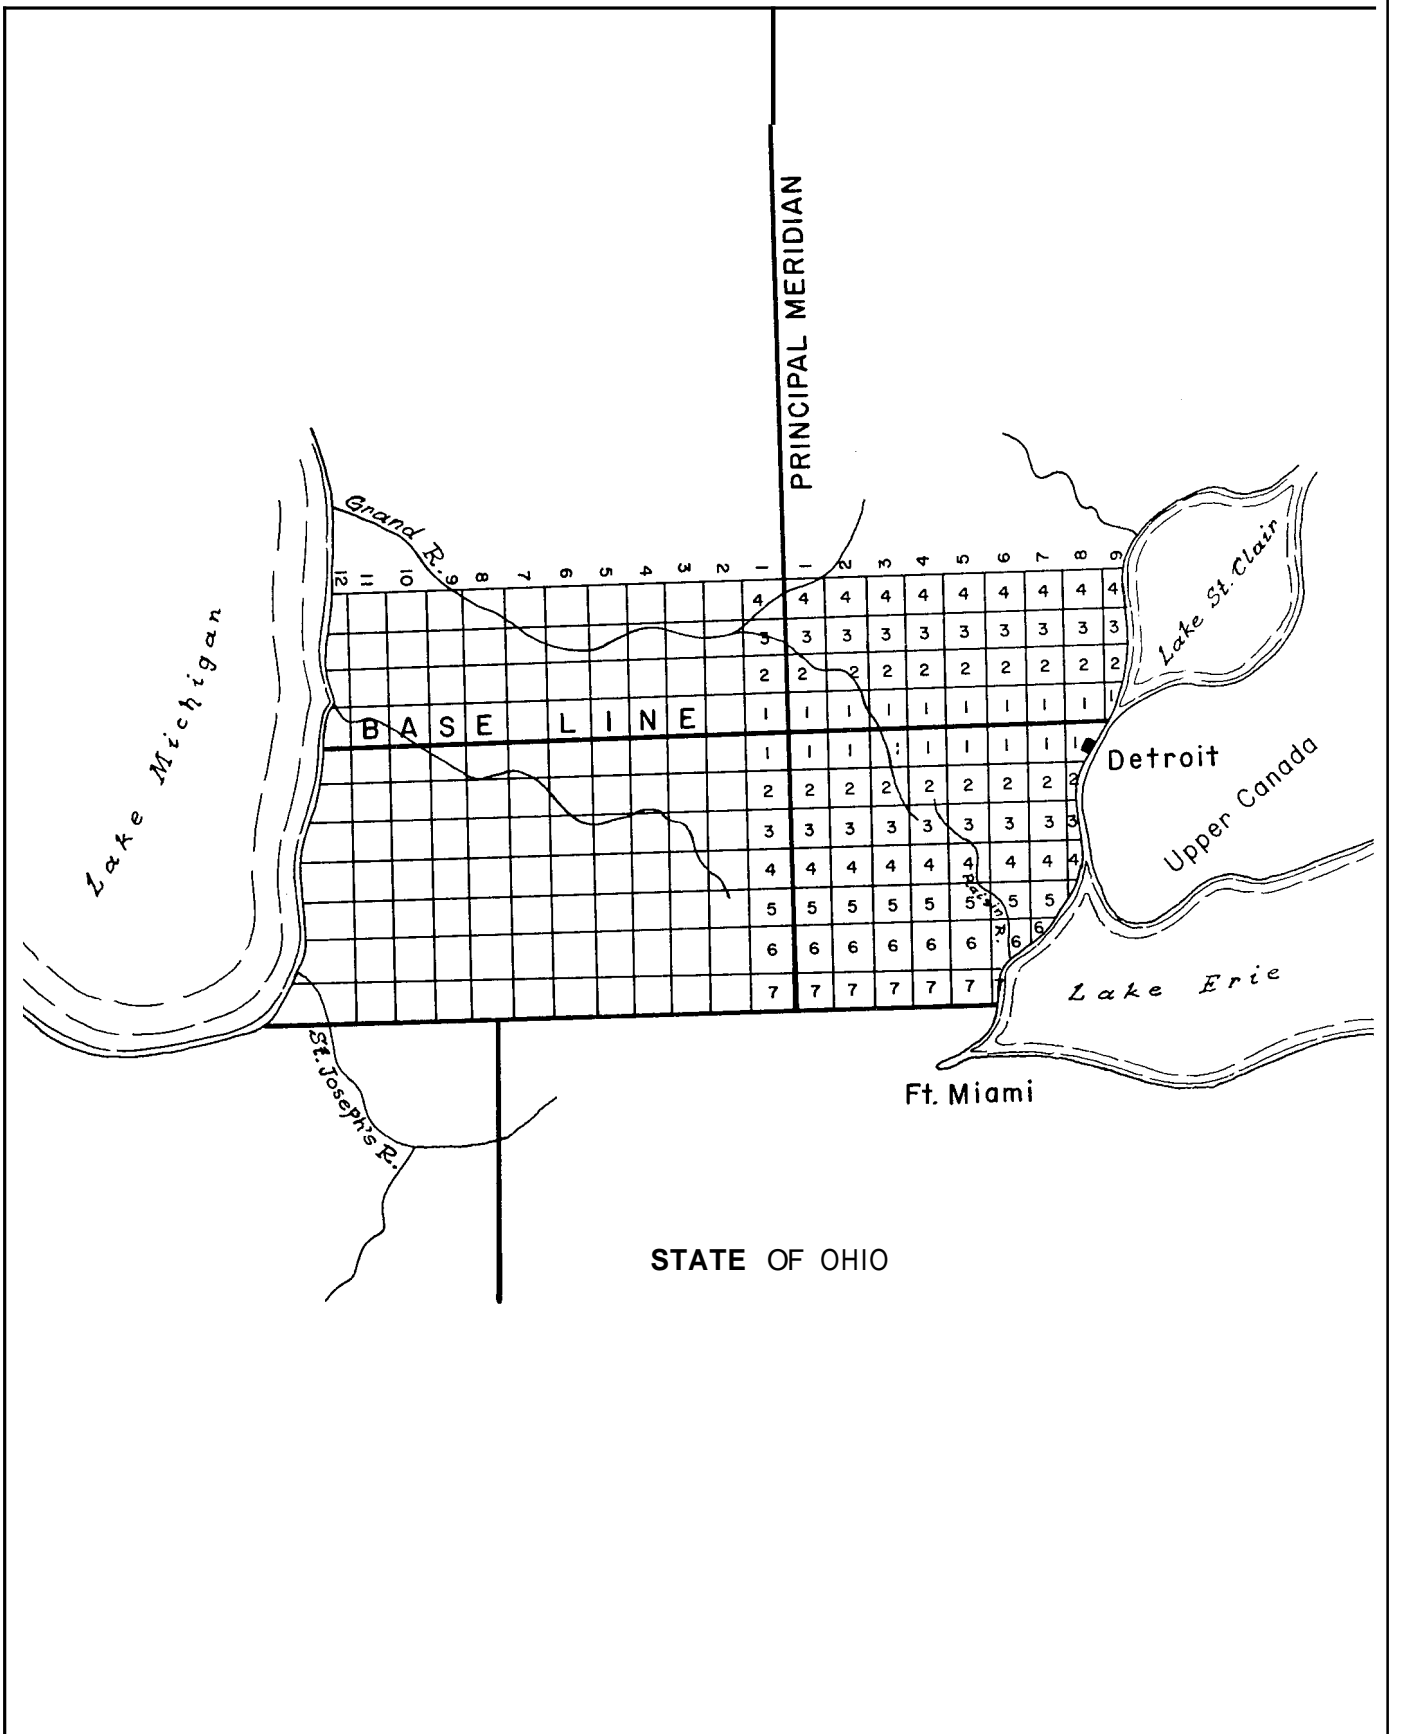 PRINCIPAL MERIDIAN
Grand R.
12 11 10 9 8 7 6 5 4 3 2 1 1 2 3 4 5 6 7 8 9
4 4 4 4 4 4 4 4 4 4
3 3 3 3 3 3 3 3 3 3
2 2 2 2 2 2 2 2 2 2
1 1 1 1 1 1 1 1 1 1
BASE LINE
1 1 1 1 1 1 1 1
2 2 2 2 2 2 2 2 2
3 3 3 3 3 3 3 3 3
4 4 4 4 4 4 4 4 4
5 5 5 5 5 5 5 5
6 6 6 6 6 6 6 6
7 7 7 7 7 7 7
Lake Michigan
Lake St. Clair
Detroit
Upper Canada
Raisin R.
Lake Erie
St. Joseph's R.
Ft. Miami
STATE OF OHIO